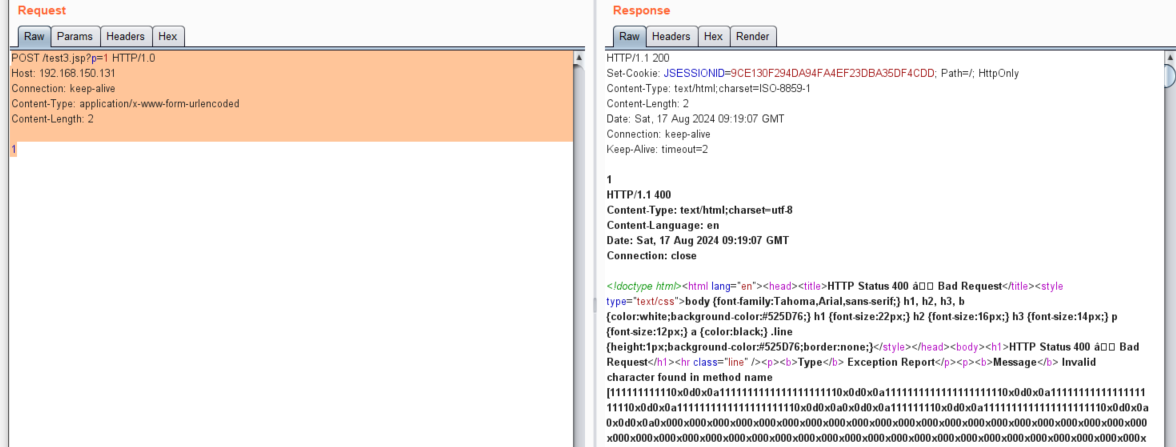 Request
Raw Params Headers Hex
POST /test3.jsp?p=1 HTTP/1.0
Host: 192.168.150.131
Connection: keep-alive
Content-Type: application/x-www-form-urlencoded
Content-Length: 2
1
Response
Raw Headers Hex Render
HTTP/1.1 200
Set-Cookie: JSESSIONID=9CE130F294DA94FA4EF23DBA35DF4CDD; Path=/; HttpOnly
Content-Type: text/html;charset=ISO-8859-1
Content-Length: 2
Date: Sat, 17 Aug 2024 09:19:07 GMT
Connection: keep-alive
Keep-Alive: timeout=2
1
HTTP/1.1 400
Content-Type: text/html;charset=utf-8
Content-Language: en
Date: Sat, 17 Aug 2024 09:19:07 GMT
Connection: close
<!doctype html><html lang="en"><head><title>HTTP Status 400 â□□ Bad Request</title><style
type="text/css">body {font-family:Tahoma,Arial,sans-serif;} h1, h2, h3, b
{color:white;background-color:#525D76;} h1 {font-size:22px;} h2 {font-size:16px;} h3 {font-size:14px;} p
{font-size:12px;} a {color:black;} .line
{height:1px;background-color:#525D76;border:none;}</style></head><body><h1>HTTP Status 400 â□□ Bad
Request</h1><hr class="line" /><p><b>Type</b> Exception Report</p><p><b>Message</b> Invalid
character found in method name